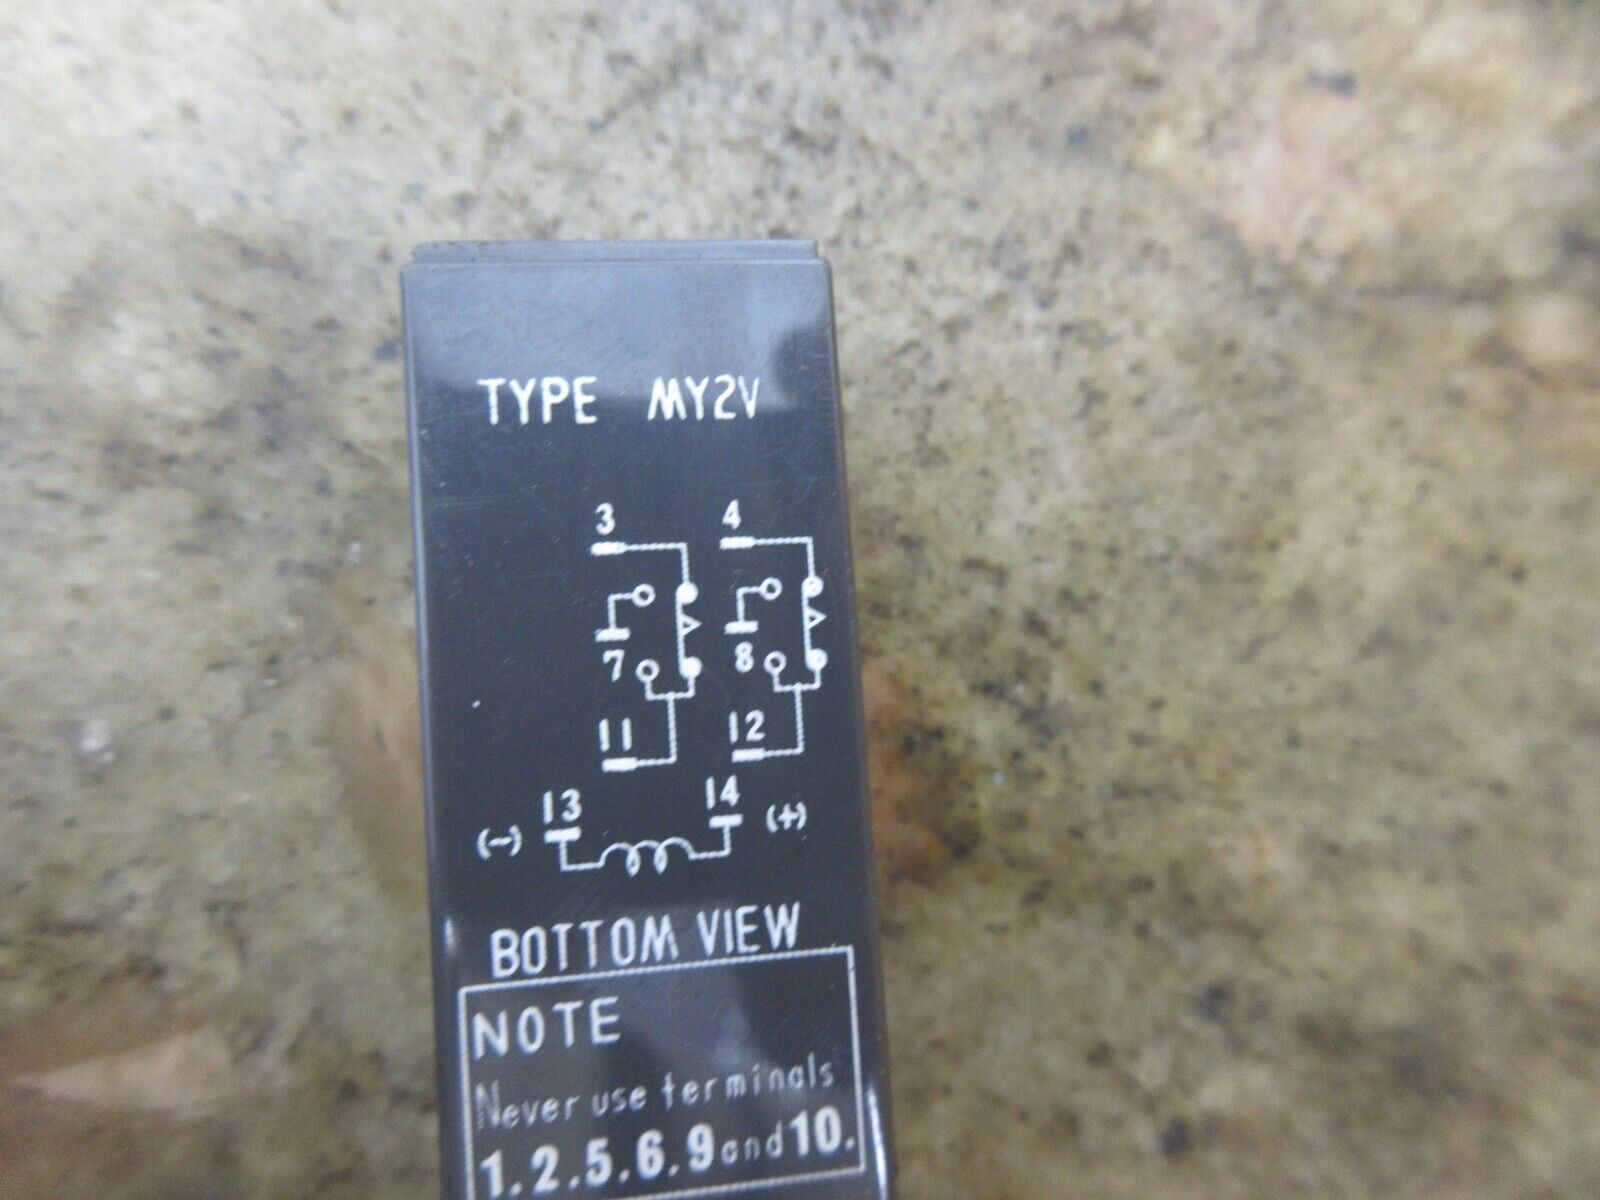 TYPE MY2V
3 4
7 8
11 12
13 14
(-) (+)
BOTTOM VIEW
NOTE
Never use terminals
1.2.5.6.9 and 10.